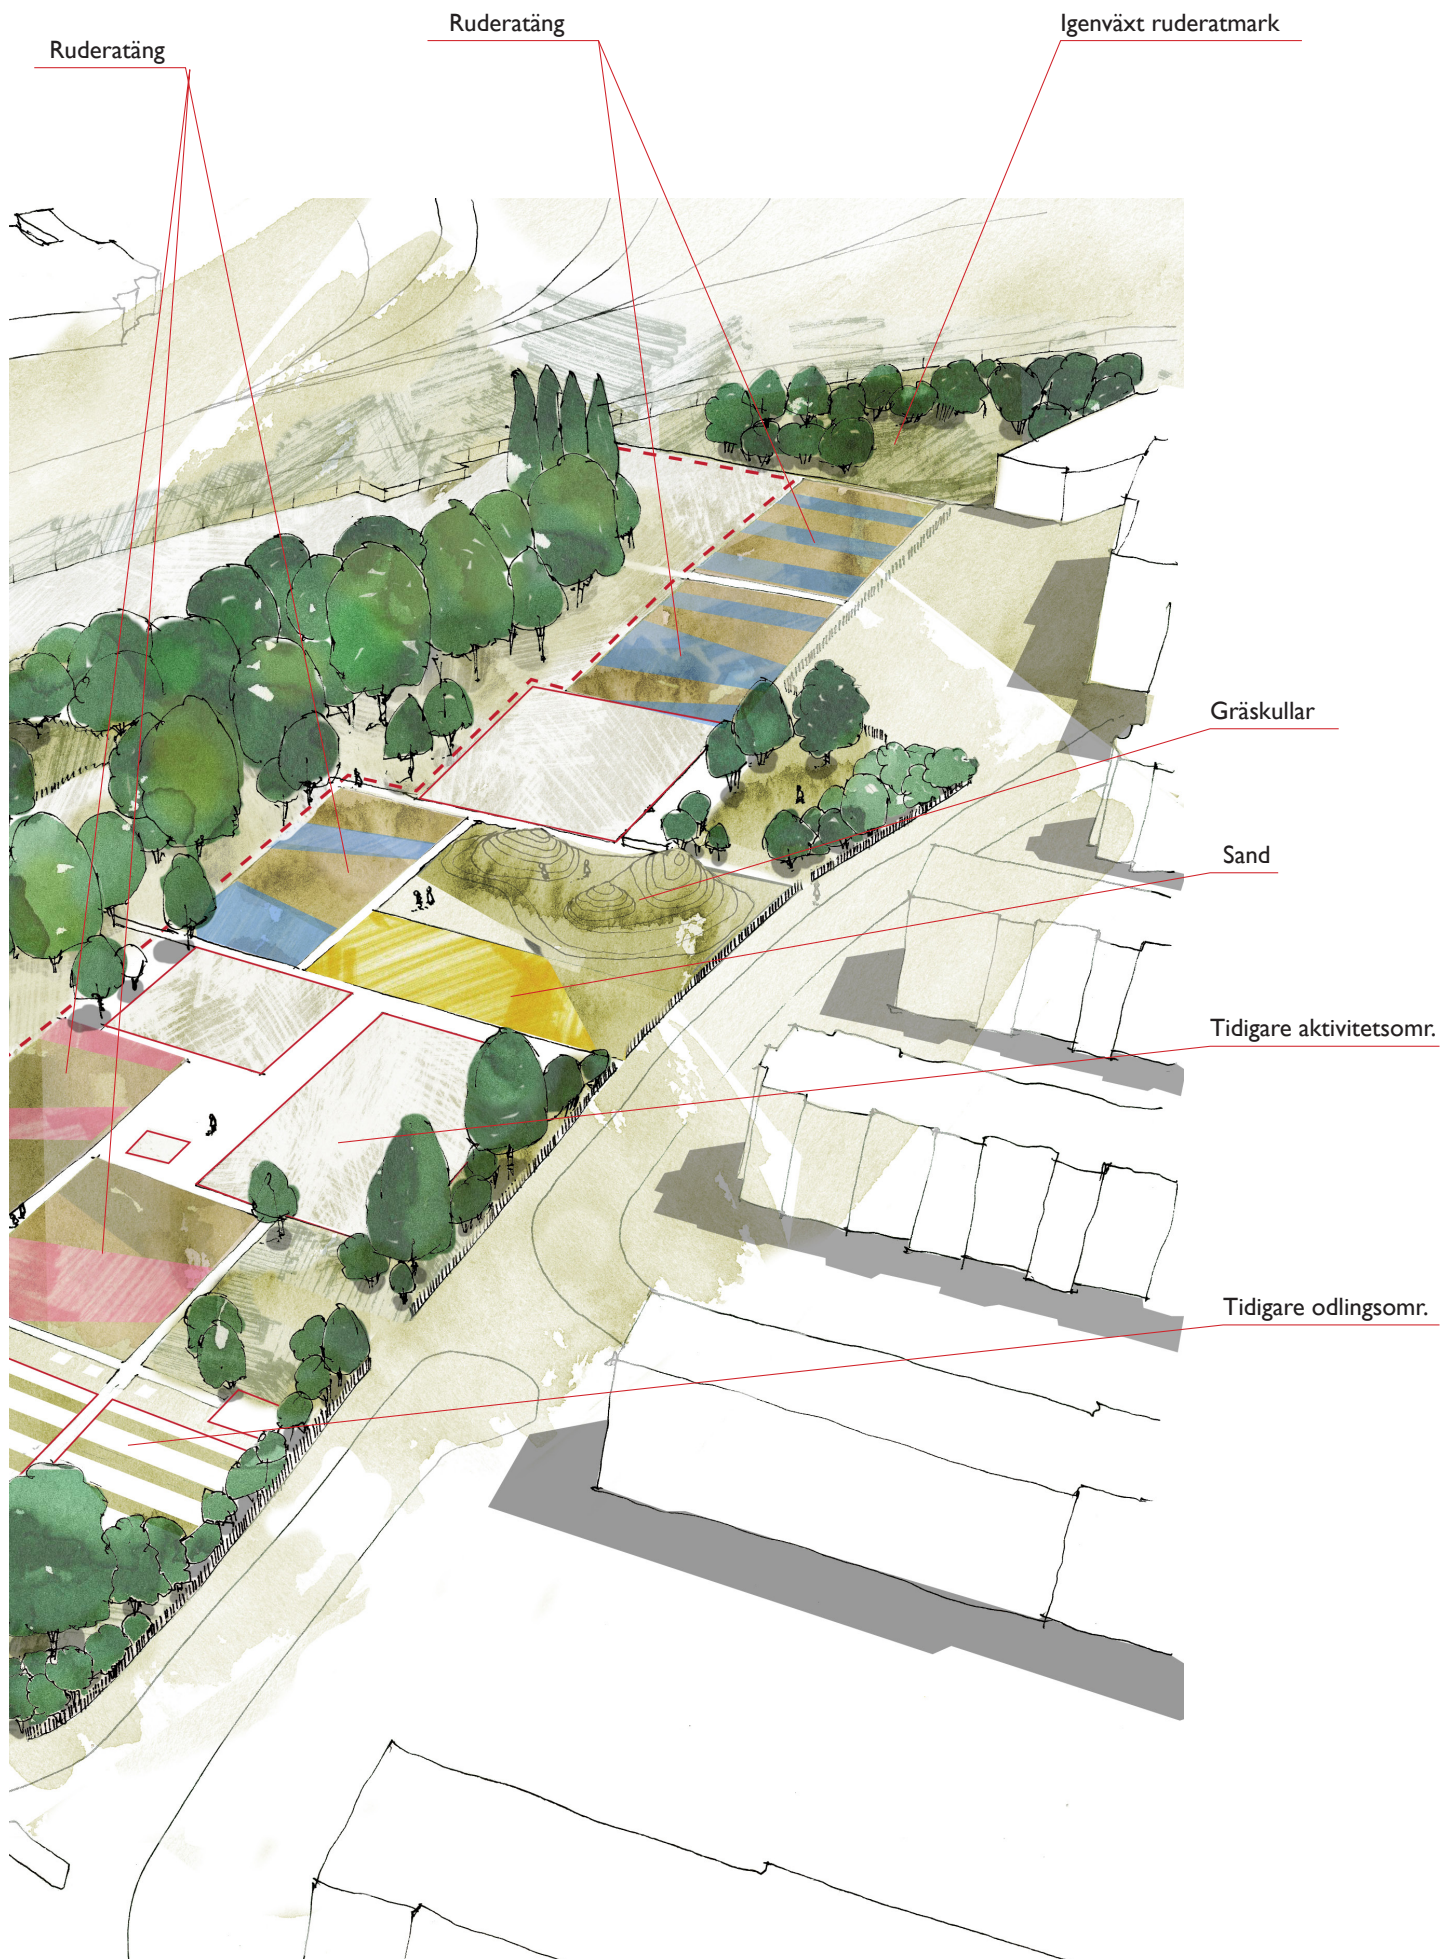 Ruderatäng
Ruderatäng
Igenväxt ruderatmark
Gräskullar
Sand
Tidigare aktivitetsomr.
Tidigare odlingsomr.